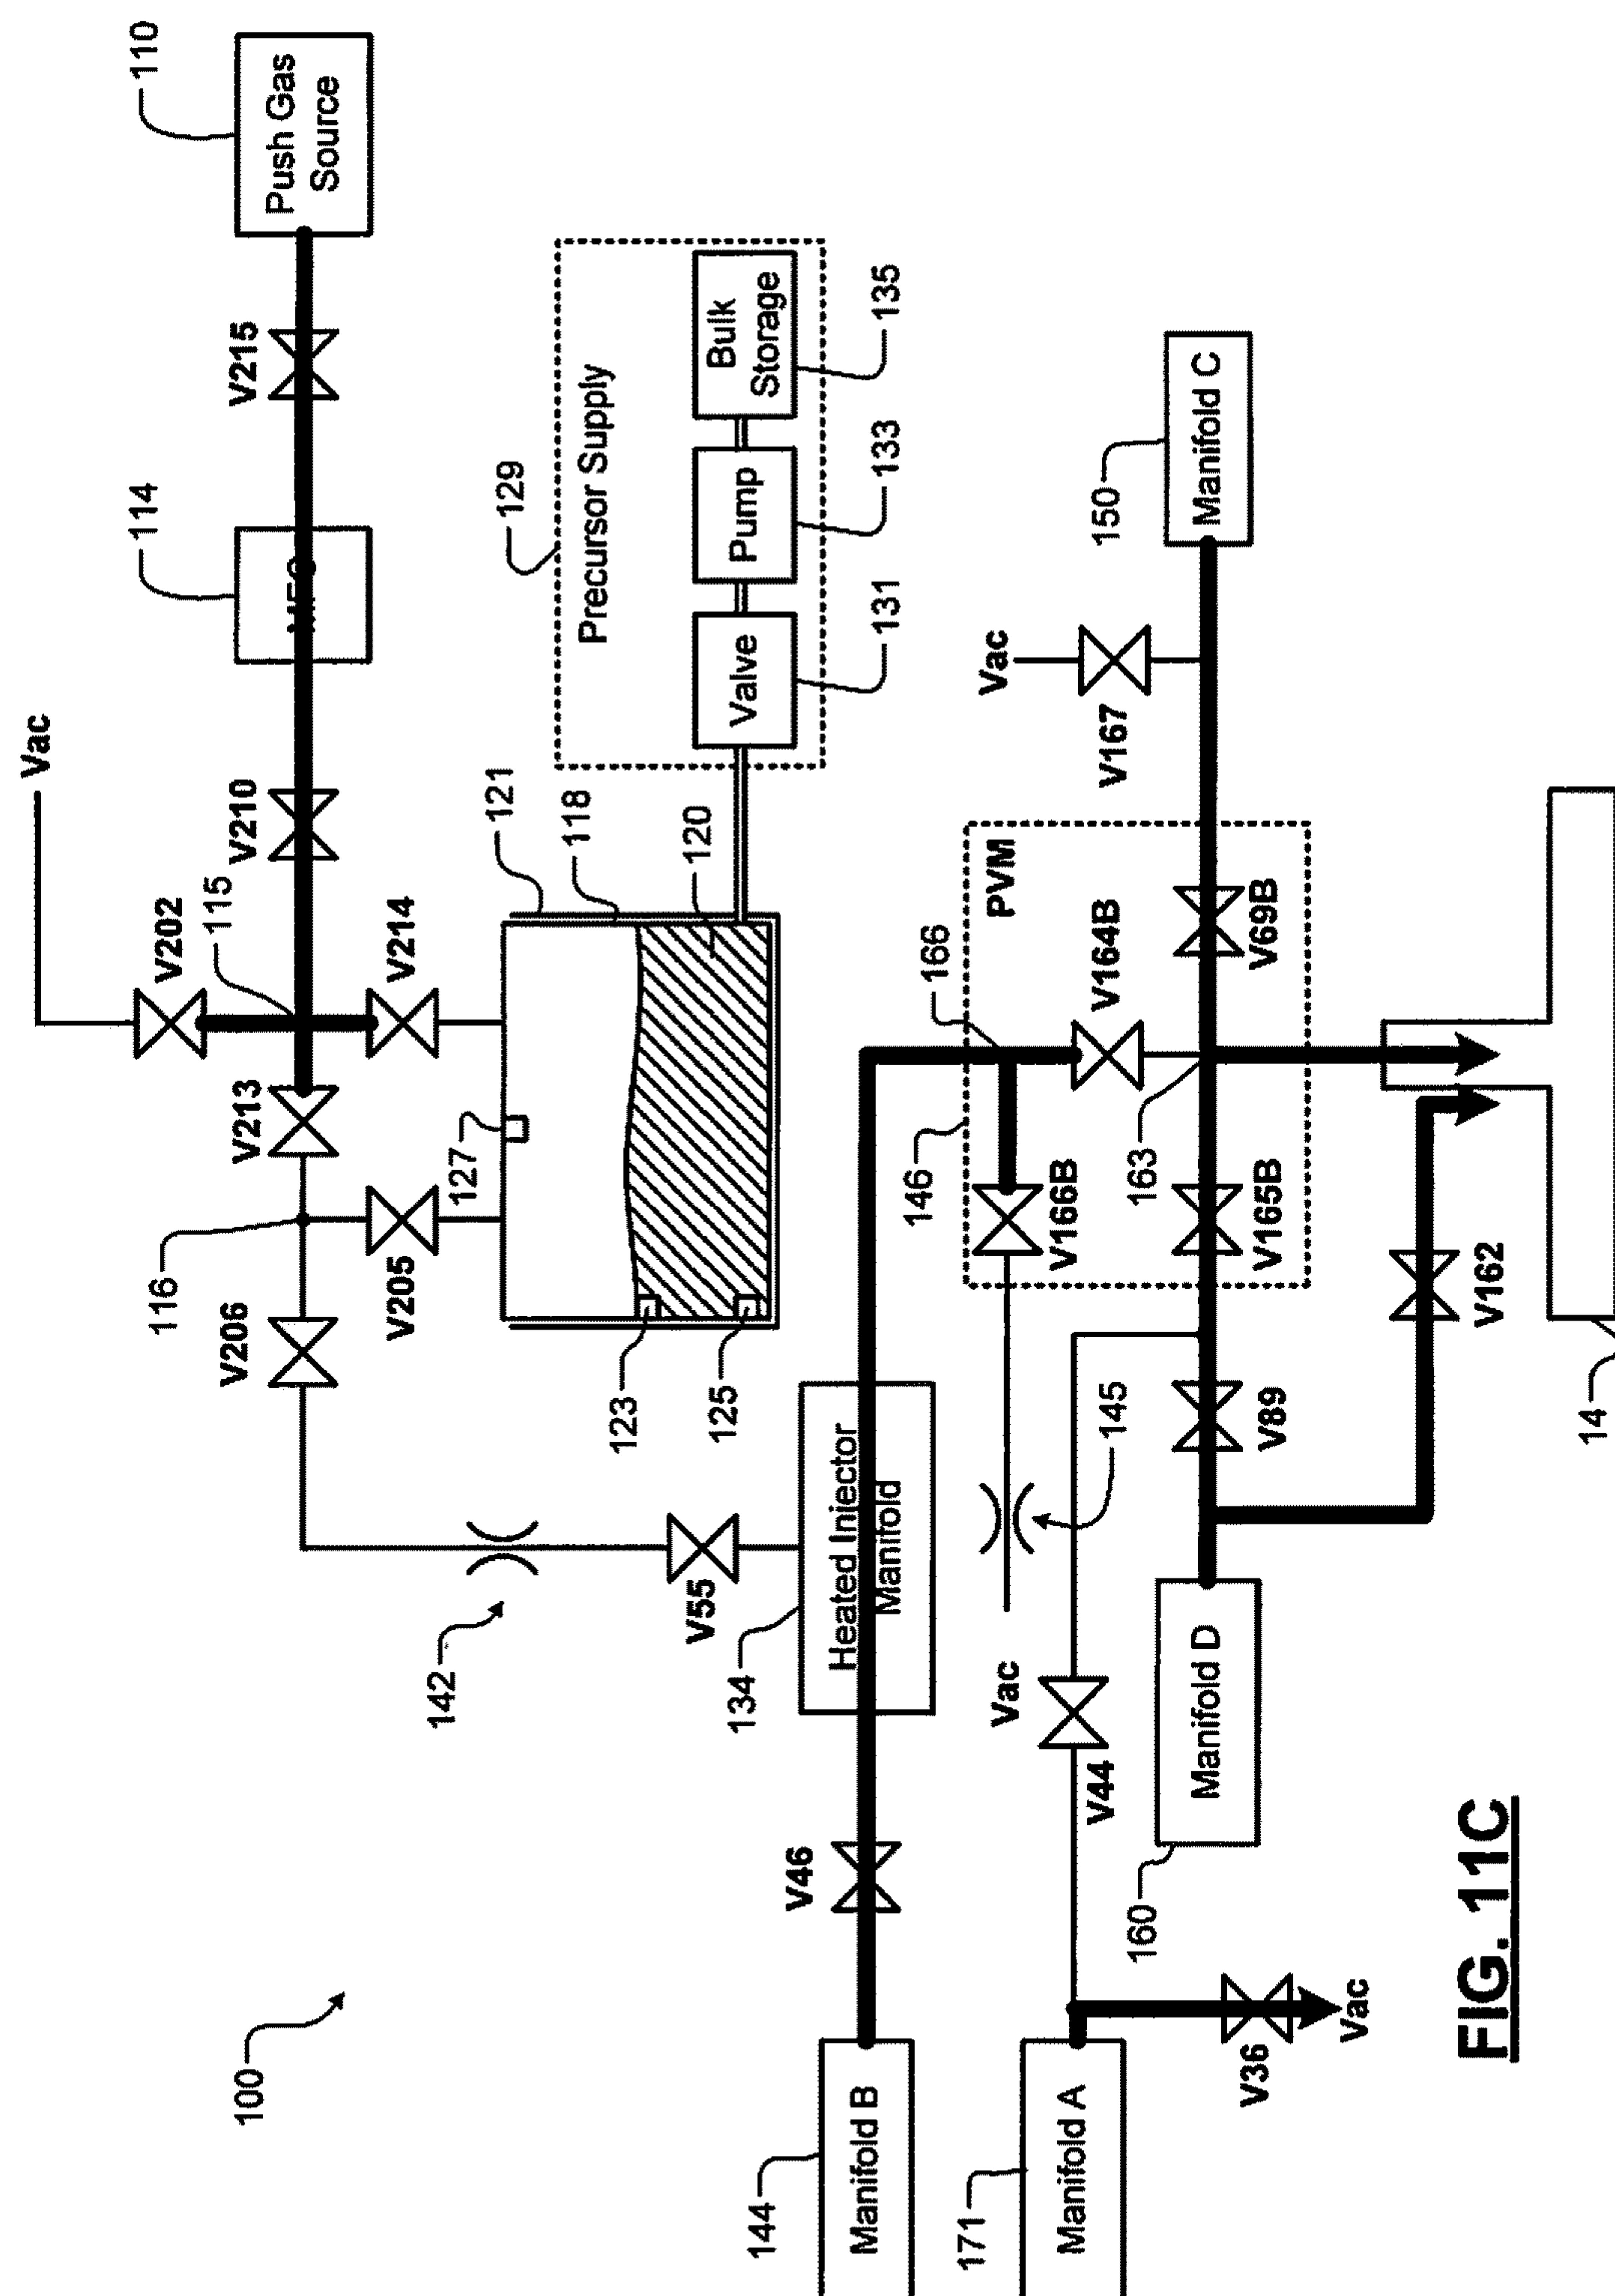 100
Vac
110
Push Gas
Source
V215
114
V210
V202
115
V213
V214
116
V206
V205
127
121
118
120
129
Precursor Supply
Valve
Pump
Bulk
Storage
131
133
135
123
125
142
V55
134
Heated Injector
Manifold
144
Manifold B
V46
146
166
PVM
V164B
V166B
163
V165B
V69B
Vac
V167
150
Manifold C
Vac
145
V44
V89
V162
171
Manifold A
V36
Vac
160
Manifold D
14
FIG. 11C